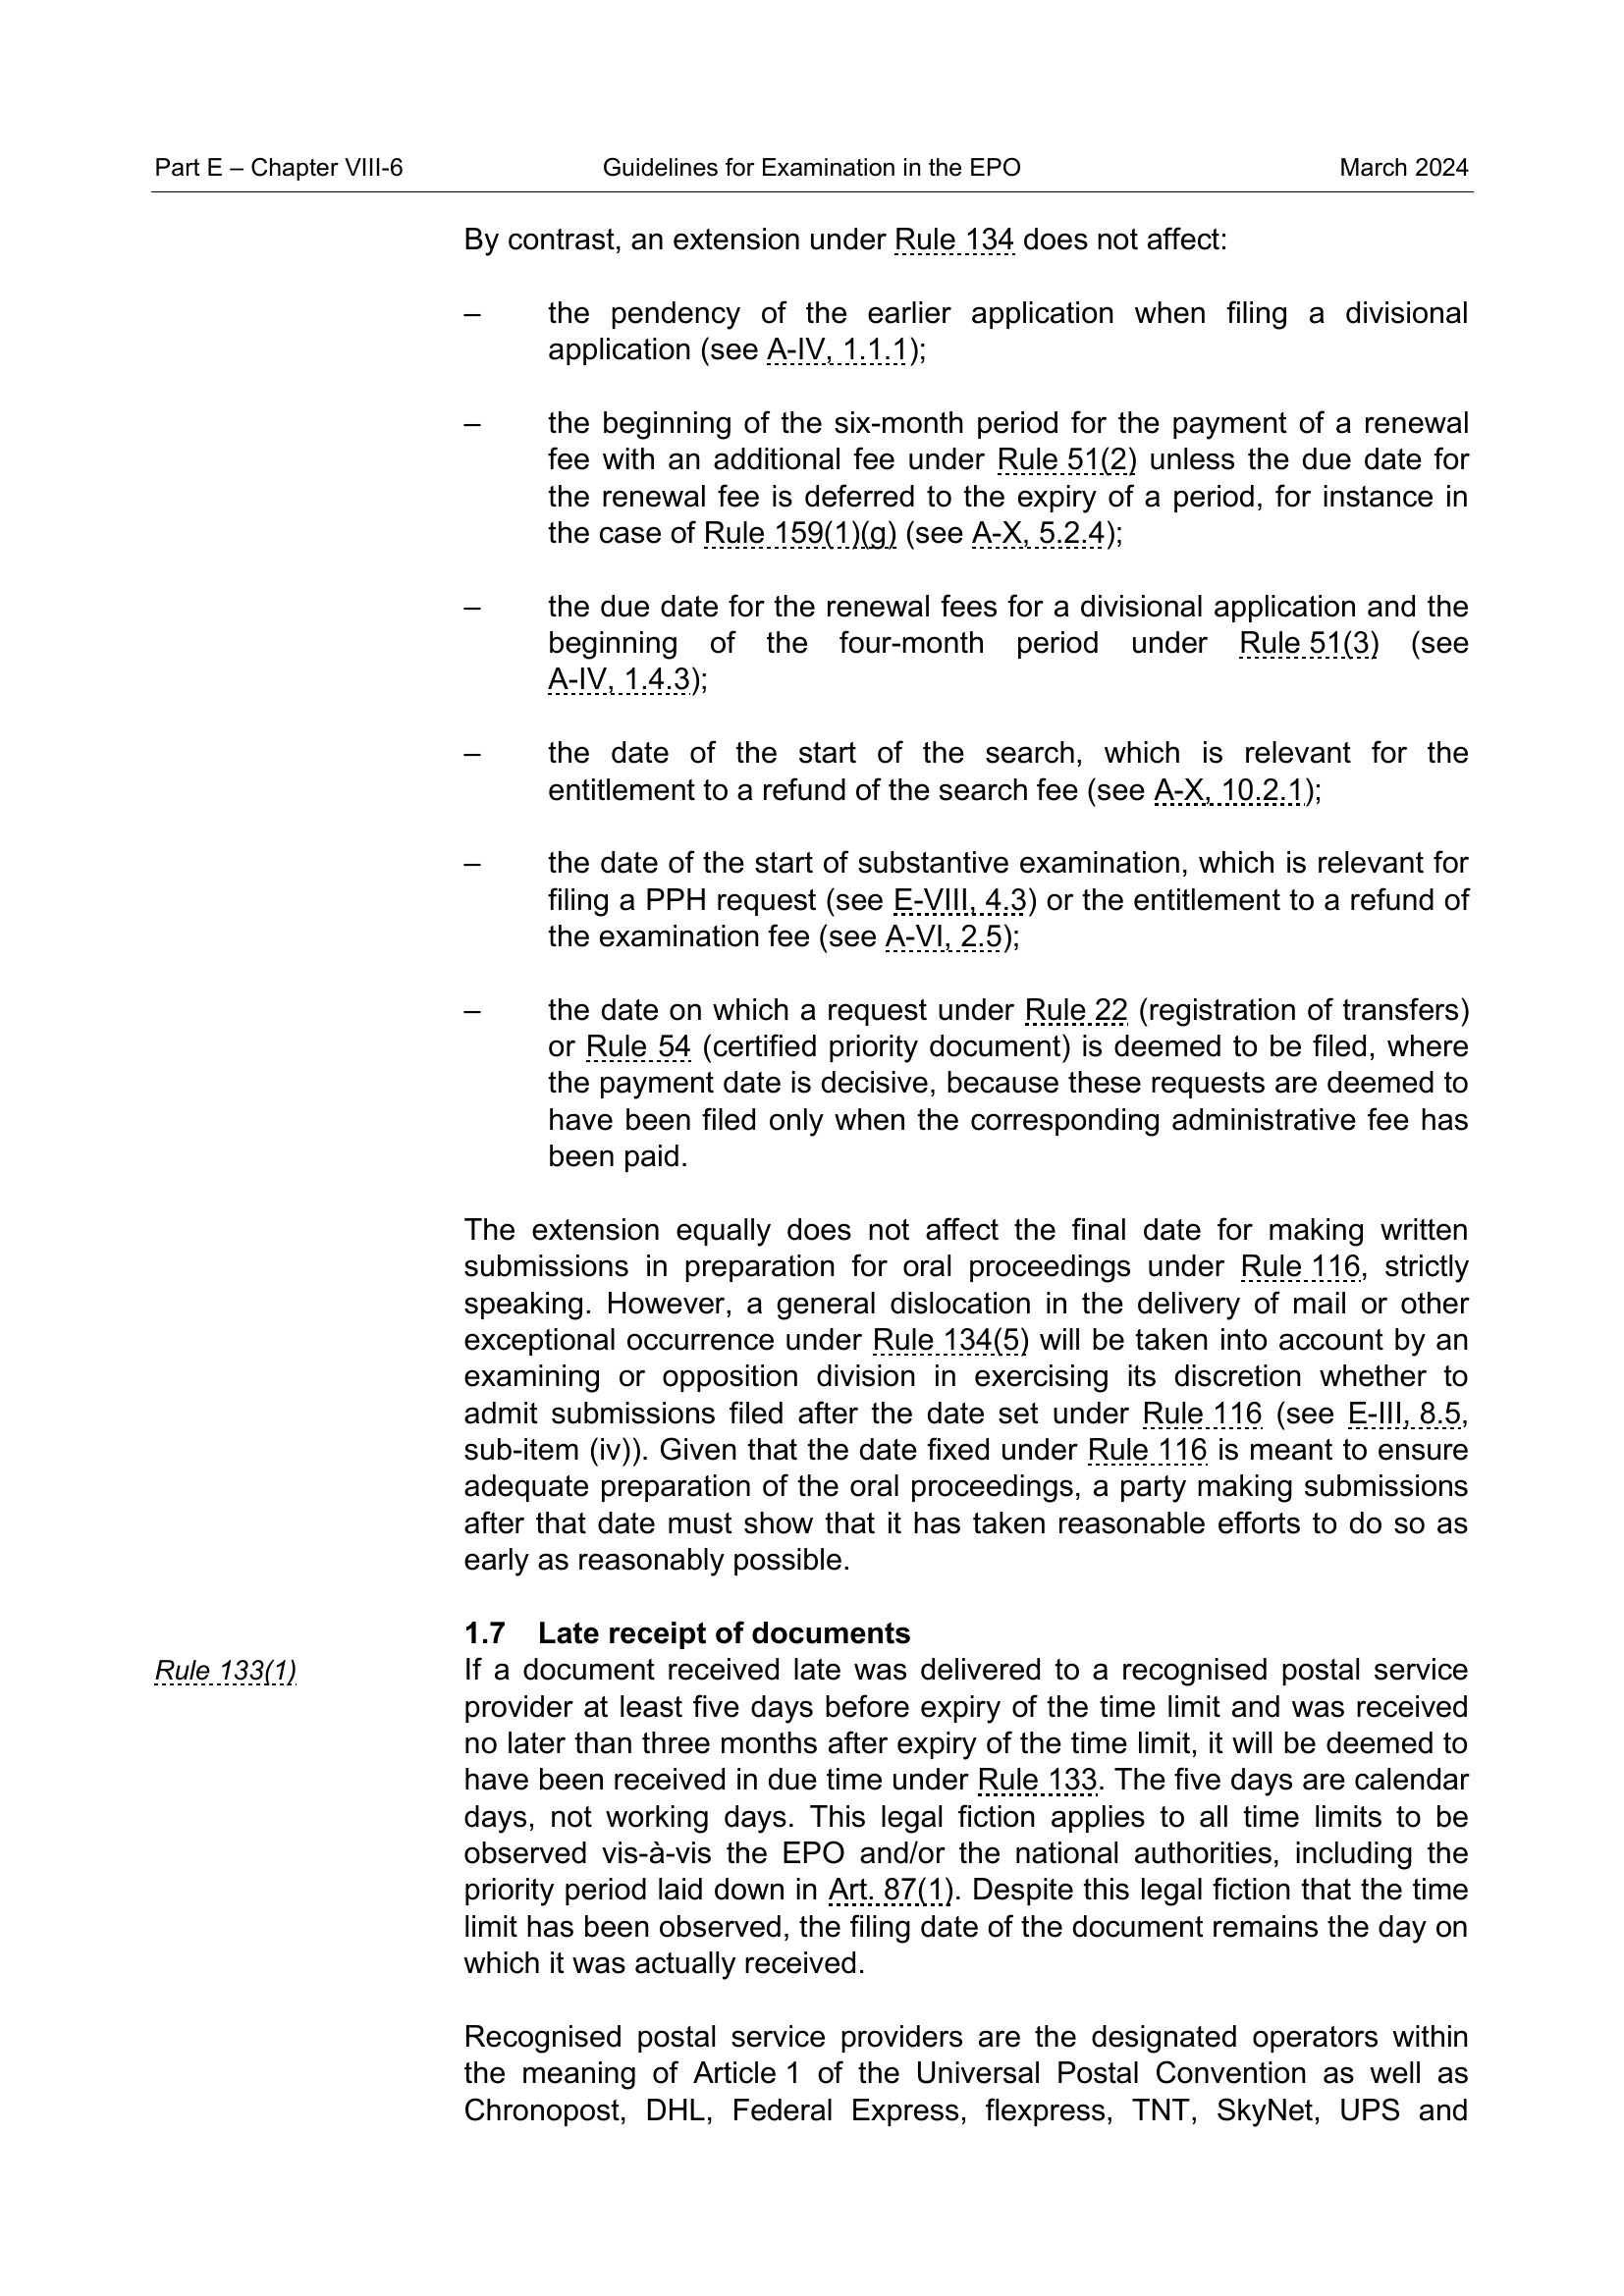 Part E – Chapter VIII-6 Guidelines for Examination in the EPO March 2024
By contrast, an extension under Rule 134 does not affect:
– the pendency of the earlier application when filing a divisional
application (see A-IV, 1.1.1);
– the beginning of the six-month period for the payment of a renewal
fee with an additional fee under Rule 51(2) unless the due date for
the renewal fee is deferred to the expiry of a period, for instance in
the case of Rule 159(1)(g) (see A-X, 5.2.4);
– the due date for the renewal fees for a divisional application and the
beginning of the four-month period under Rule 51(3) (see
A-IV, 1.4.3);
– the date of the start of the search, which is relevant for the
entitlement to a refund of the search fee (see A-X, 10.2.1);
– the date of the start of substantive examination, which is relevant for
filing a PPH request (see E-VIII, 4.3) or the entitlement to a refund of
the examination fee (see A-VI, 2.5);
– the date on which a request under Rule 22 (registration of transfers)
or Rule 54 (certified priority document) is deemed to be filed, where
the payment date is decisive, because these requests are deemed to
have been filed only when the corresponding administrative fee has
been paid.
The extension equally does not affect the final date for making written
submissions in preparation for oral proceedings under Rule 116, strictly
speaking. However, a general dislocation in the delivery of mail or other
exceptional occurrence under Rule 134(5) will be taken into account by an
examining or opposition division in exercising its discretion whether to
admit submissions filed after the date set under Rule 116 (see E-III, 8.5,
sub-item (iv)). Given that the date fixed under Rule 116 is meant to ensure
adequate preparation of the oral proceedings, a party making submissions
after that date must show that it has taken reasonable efforts to do so as
early as reasonably possible.
1.7 Late receipt of documents
Rule 133(1)
If a document received late was delivered to a recognised postal service
provider at least five days before expiry of the time limit and was received
no later than three months after expiry of the time limit, it will be deemed to
have been received in due time under Rule 133. The five days are calendar
days, not working days. This legal fiction applies to all time limits to be
observed vis-à-vis the EPO and/or the national authorities, including the
priority period laid down in Art. 87(1). Despite this legal fiction that the time
limit has been observed, the filing date of the document remains the day on
which it was actually received.
Recognised postal service providers are the designated operators within
the meaning of Article 1 of the Universal Postal Convention as well as
Chronopost, DHL, Federal Express, flexpress, TNT, SkyNet, UPS and